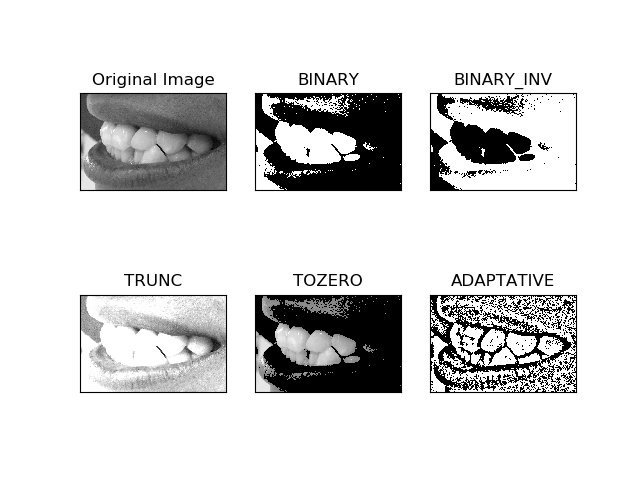 Original Image
BINARY
BINARY_INV
TRUNC
TOZERO
ADAPTATIVE